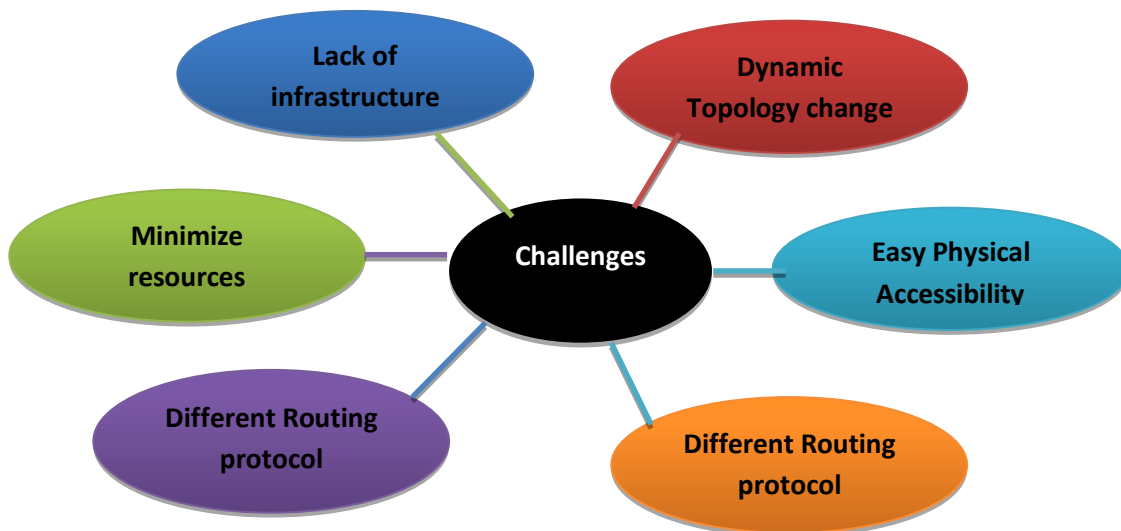 Lack of
infrastructure
Dynamic
Topology change
Minimize
resources
Challenges
Easy Physical
Accessibility
Different Routing
protocol
Different Routing
protocol